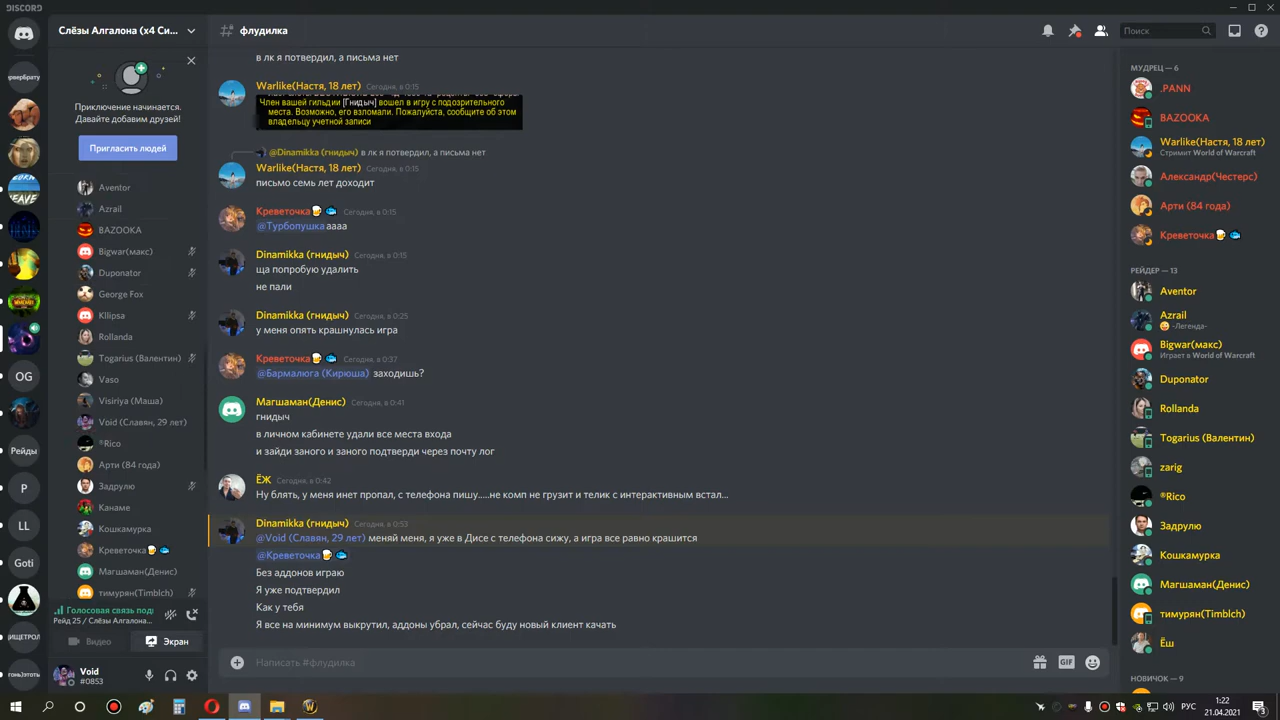 DISCORD
Слёзы Алгалона (x4 Си...
флудилка
Поиск
Приключение начинается.
Давайте добавим друзей!
Пригласить людей
Aventor
Azrail
BAZOOKA
Bigwar(макс)
Duponator
George Fox
Kllipsa
Rollanda
Togarius (Валентин)
Vaso
Visiriya (Маша)
Void (Славян, 29 лет)
®Rico
Арти (84 года)
Задрулю
Канаме
Кошкамурка
Креветочка
Магшаман(Денис)
тимурян(Timblch)
Голосовая связь подк
Рейд 25 / Слёзы Алгалона...
Видео
Экран
Void
#0853
OG
Рейды
P
LL
Goti
в лк я потвердил, а письма нет
Warlike(Настя, 18 лет) Сегодня, в 0:15
Член вашей гильдии [Гнидыч] вошел в игру с подозрительного
места. Возможно, его взломали. Пожалуйста, сообщите об этом
владельцу учетной записи
@Dinamikka (гнидыч) в лк я потвердил, а письма нет
Warlike(Настя, 18 лет) Сегодня, в 0:15
письмо семь лет доходит
Креветочка Сегодня, в 0:15
@Турбопушка аааа
Dinamikka (гнидыч) Сегодня, в 0:15
ща попробую удалить
не пали
Dinamikka (гнидыч) Сегодня, в 0:25
у меня опять крашнулась игра
Креветочка Сегодня, в 0:37
@Бармалюга (Кирюша) заходишь?
Магшаман(Денис) Сегодня, в 0:41
гнидыч
в личном кабинете удали все места входа
и зайди заного и заного подтверди через почту лог
ЁЖ Сегодня, в 0:42
Ну блять, у меня инет пропал, с телефона пишу.....не комп не грузит и телик с интерактивным встал...
Dinamikka (гнидыч) Сегодня, в 0:53
@Void (Славян, 29 лет) меняй меня, я уже в Дисе с телефона сижу, а игра все равно крашится
@Креветочка
Без аддонов играю
Я уже подтвердил
Как у тебя
Я все на минимум выкрутил, аддоны убрал, сейчас буду новый клиент качать
Написать #флудилка
GIF
МУДРЕЦ — 6
.PANN
BAZOOKA
Warlike(Настя, 18 лет)
Стримит World of Warcraft
Александр(Честерс)
Арти (84 года)
Креветочка
РЕЙДЕР — 13
Aventor
Azrail
-Легенда-
Bigwar(макс)
Играет в World of Warcraft
Duponator
Rollanda
Togarius (Валентин)
zarig
®Rico
Задрулю
Кошкамурка
Магшаман(Денис)
тимурян(Timblch)
Ёш
НОВИЧОК — 9
РУС
1:22
21.04.2021